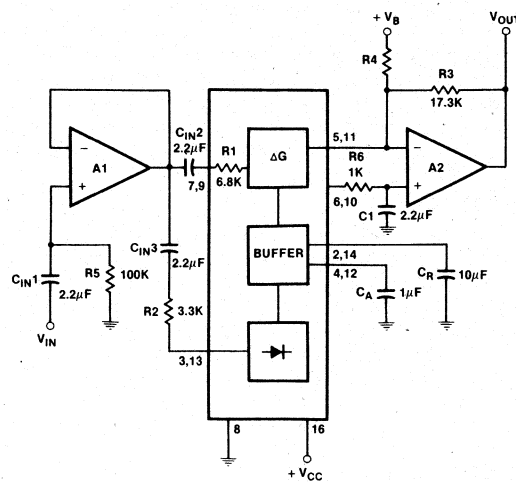 + VB
VOUT
R4
R3
17.3K
CIN2
2.2µF
R1
6.8K
7,9
ΔG
5,11
R6
1K
6,10
C1
2.2µF
−
+
A1
−
+
A2
CIN3
2.2µF
BUFFER
2,14
4,12
CR
10µF
CA
1µF
CIN1
2.2µF
R5
100K
VIN
R2
3.3K
3,13
8
16
+ VCC